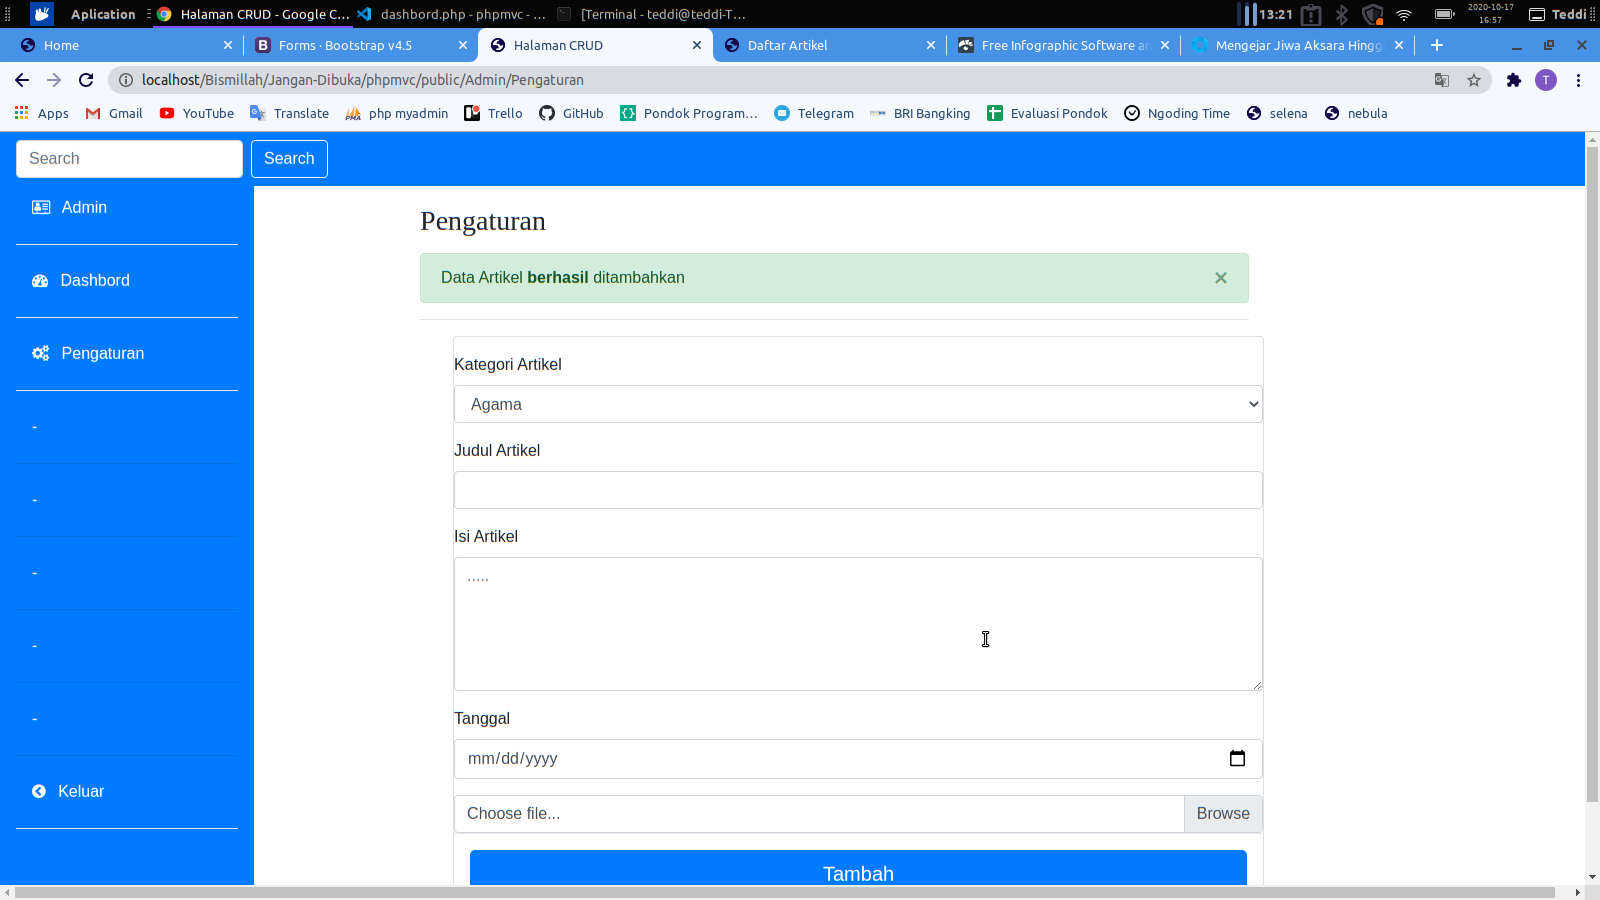 Aplication
Halaman CRUD - Google C...
dashbord.php - phpmvc - ...
[Terminal - teddi@teddi-T...
13:21
2020-10-17
16:57
Teddi
Home
Forms · Bootstrap v4.5
Halaman CRUD
Daftar Artikel
Free Infographic Software a
Mengejar Jiwa Aksara Hingg
localhost/Bismillah/Jangan-Dibuka/phpmvc/public/Admin/Pengaturan
T
Apps
Gmail
YouTube
Translate
php myadmin
Trello
GitHub
Pondok Program...
Telegram
BRI Bangking
Evaluasi Pondok
Ngoding Time
selena
nebula
Search
Search
Admin
Dashbord
Pengaturan
-
-
-
-
-
Keluar
Pengaturan
Data Artikel berhasil ditambahkan
×
Kategori Artikel
Agama
Judul Artikel
Isi Artikel
.....
Tanggal
mm/dd/yyyy
Choose file...
Browse
Tambah